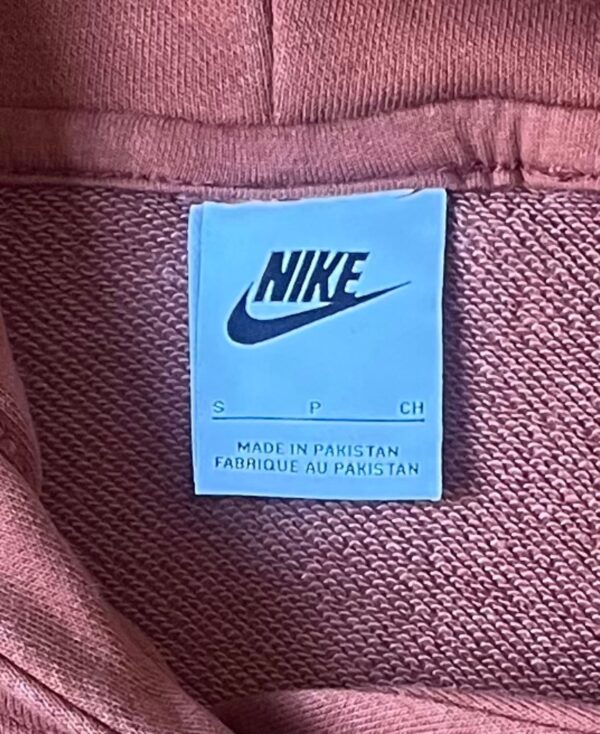 NIKE
S P CH
MADE IN PAKISTAN
FABRIQUE AU PAKISTAN